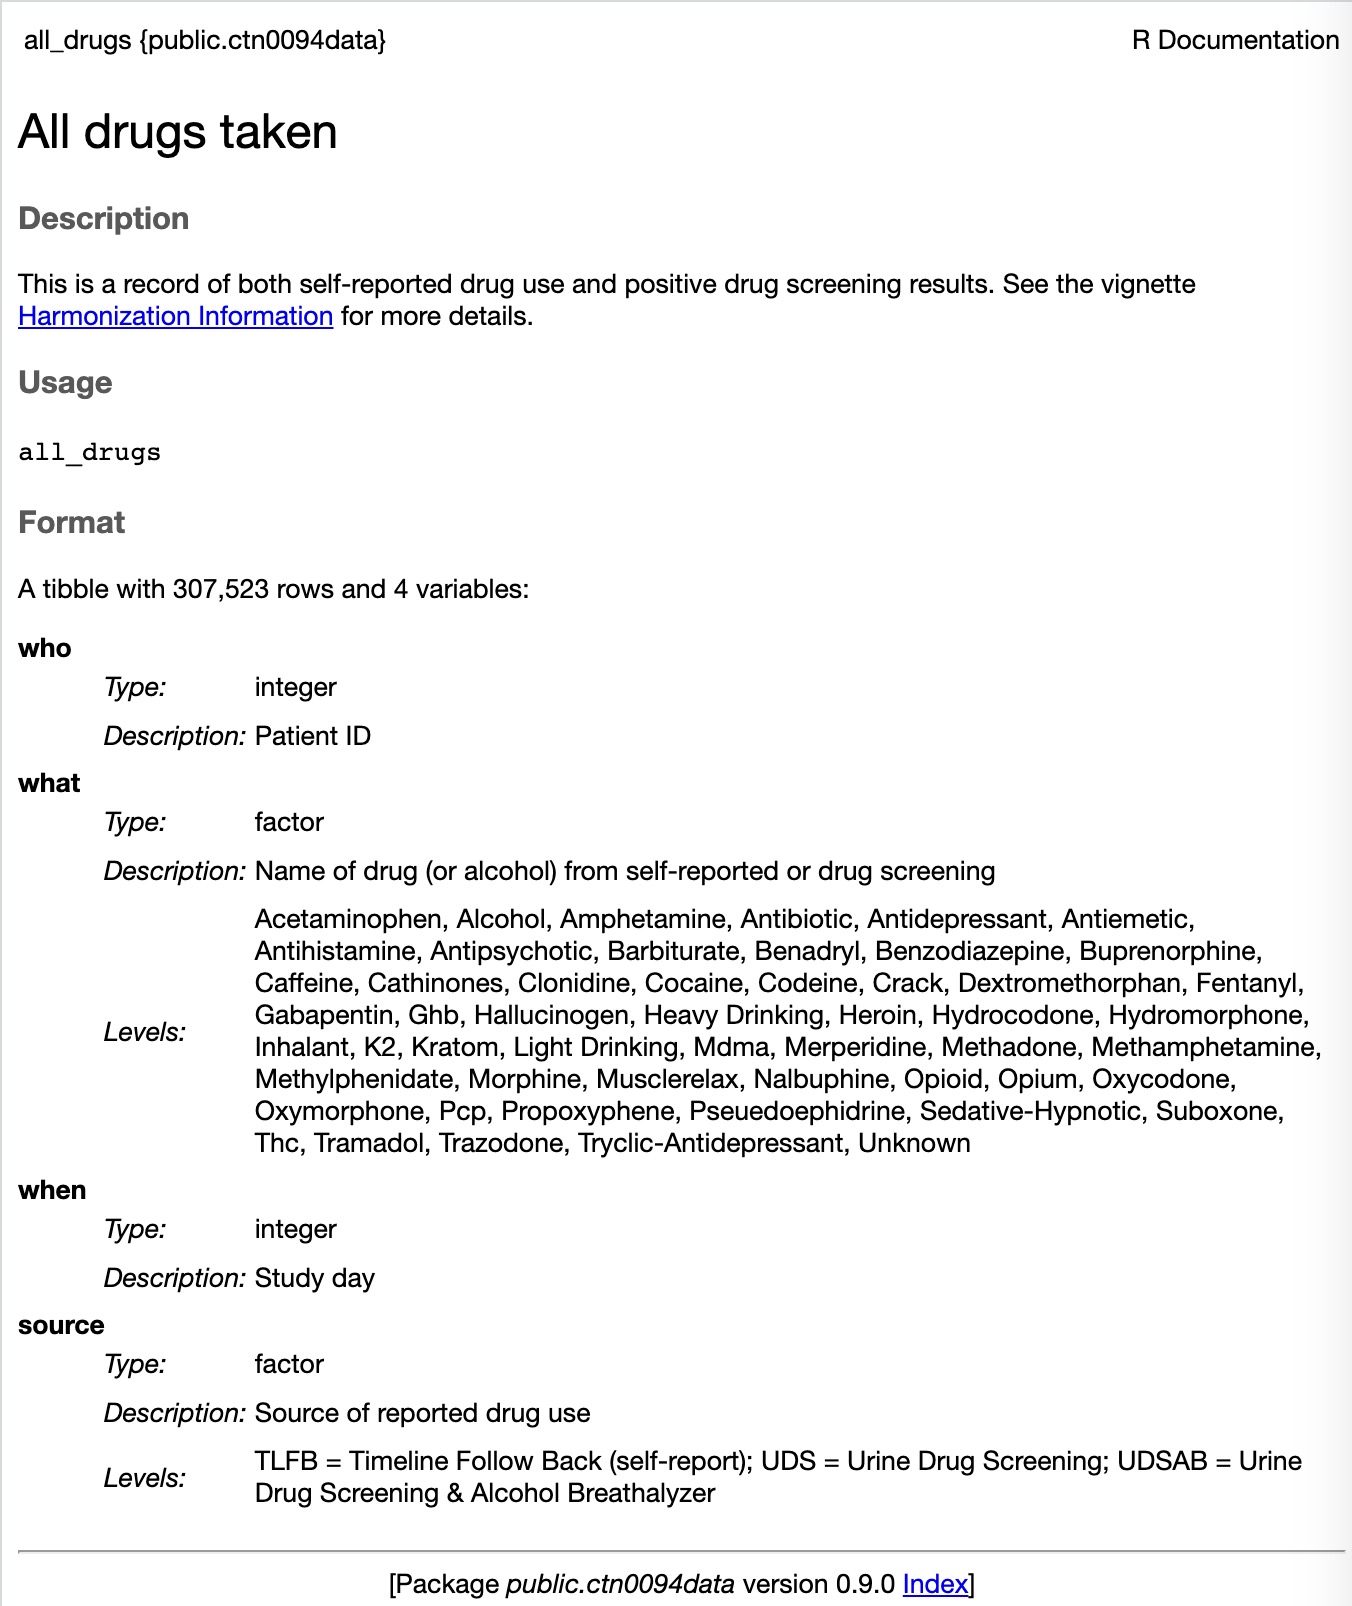 all_drugs {public.ctn0094data} R Documentation
All drugs taken
Description
This is a record of both self-reported drug use and positive drug screening results. See the vignette
Harmonization Information for more details.
Usage
all_drugs
Format
A tibble with 307,523 rows and 4 variables:
who
Type: integer
Description: Patient ID
what
Type: factor
Description: Name of drug (or alcohol) from self-reported or drug screening
Levels:
Acetaminophen, Alcohol, Amphetamine, Antibiotic, Antidepressant, Antiemetic,
Antihistamine, Antipsychotic, Barbiturate, Benadryl, Benzodiazepine, Buprenorphine,
Caffeine, Cathinones, Clonidine, Cocaine, Codeine, Crack, Dextromethorphan, Fentanyl,
Gabapentin, Ghb, Hallucinogen, Heavy Drinking, Heroin, Hydrocodone, Hydromorphone,
Inhalant, K2, Kratom, Light Drinking, Mdma, Merperidine, Methadone, Methamphetamine,
Methylphenidate, Morphine, Musclerelax, Nalbuphine, Opioid, Opium, Oxycodone,
Oxymorphone, Pcp, Propoxyphene, Pseuedoephidrine, Sedative-Hypnotic, Suboxone,
Thc, Tramadol, Trazodone, Tryclic-Antidepressant, Unknown
when
Type: integer
Description: Study day
source
Type: factor
Description: Source of reported drug use
Levels:
TLFB = Timeline Follow Back (self-report); UDS = Urine Drug Screening; UDSAB = Urine
Drug Screening & Alcohol Breathalyzer
[Package public.ctn0094data version 0.9.0 Index]